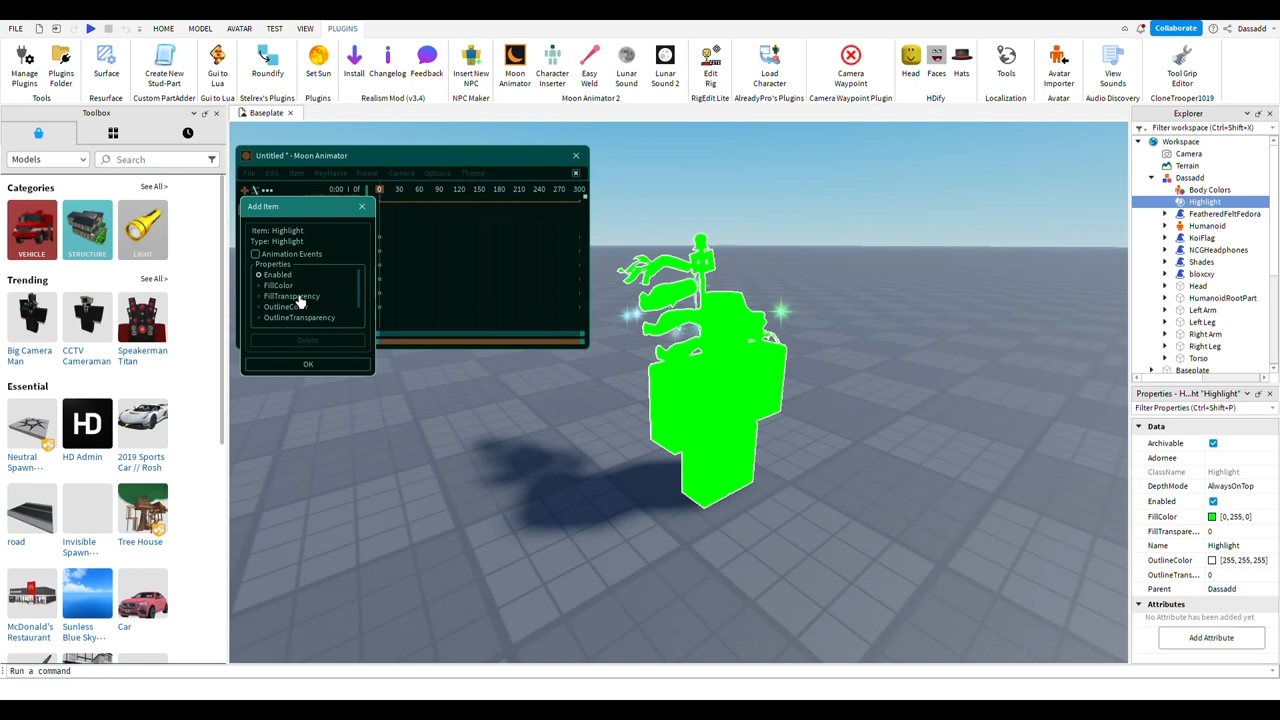 FILE HOME MODEL AVATAR TEST VIEW PLUGINS Collaborate Dassadd
Manage Plugins Plugins Folder Surface Create New Stud-Part Gui to Lua Roundify Set Sun Install Changelog Feedback Insert New NPC Moon Animator Character Inserter Easy Weld Lunar Sound Lunar Sound 2 Edit Rig Load Character Camera Waypoint Head Faces Hats Tools Avatar Importer View Sounds Tool Grip Editor
Tools Resurface Custom PartAdder Gui to Lua Stelrex's Plugins Plugins Realism Mod (v3.4) NPC Maker Moon Animator 2 RigEdit Lite AlreadyPro's Plugins Camera Waypoint Plugin HDify Localization Avatar Audio Discovery CloneTrooper1019
Toolbox
Models
Search
Categories See All >
VEHICLE STRUCTURE LIGHT
Trending See All >
Big Camera Man
CCTV Cameraman
Speakerman Titan
Essential See All >
HD
Neutral Spawn...
HD Admin
2019 Sports Car // Rosh
road
Invisible Spawn...
Tree House
McDonald's Restaurant
Sunless Blue Sky...
Car
Baseplate
Untitled * - Moon Animator
File Edit Item Keyframe Frame Camera Options Theme
0:00 | 0f 0 30 60 90 120 150 180 210 240 270 300
Add Item
Item: Highlight
Type: Highlight
Animation Events
Properties
Enabled
FillColor
FillTransparency
OutlineCo
OutlineTransparency
Delete
OK
Explorer
Filter workspace (Ctrl+Shift+X)
Workspace
Camera
Terrain
Dassadd
Body Colors
Highlight
FeatheredFeltFedora
Humanoid
KoiFlag
NCGHeadphones
Shades
bloxcxy
Head
HumanoidRootPart
Left Arm
Left Leg
Right Arm
Right Leg
Torso
Baseplate
Properties - H...ht "Highlight"
Filter Properties (Ctrl+Shift+P)
Data
Archivable
Adornee
ClassName Highlight
DepthMode AlwaysOnTop
Enabled
FillColor [0, 255, 0]
FillTranspare... 0
Name Highlight
OutlineColor [255, 255, 255]
OutlineTrans... 0
Parent Dassadd
Attributes
No Attribute has been added yet
Add Attribute
Run a command